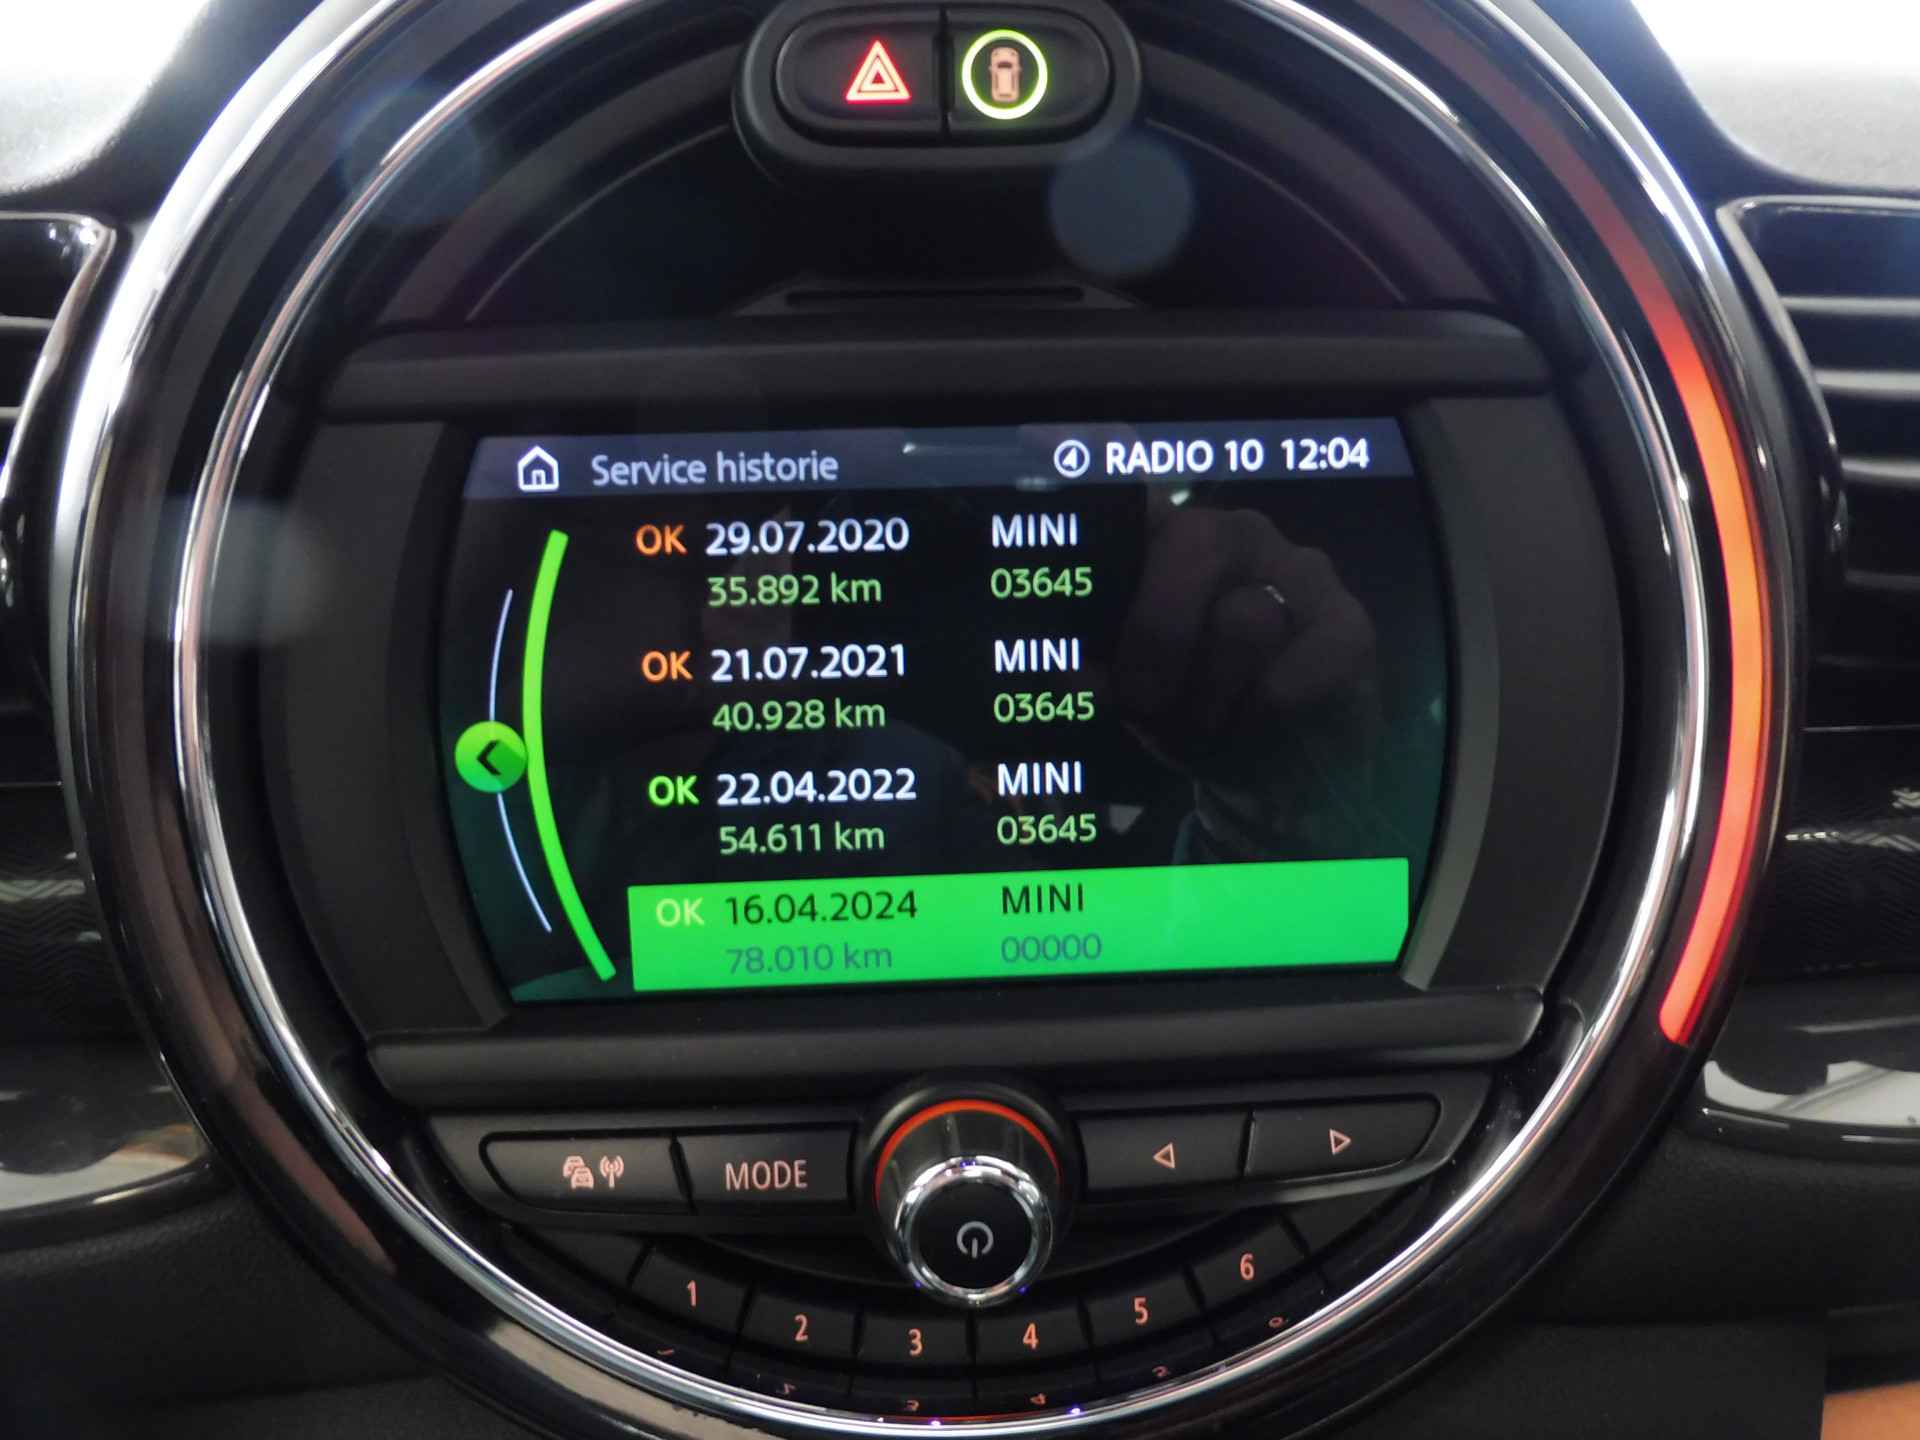 Service historie RADIO 10 12:04
OK 29.07.2020 MINI
35.892 km 03645
OK 21.07.2021 MINI
40.928 km 03645
OK 22.04.2022 MINI
54.611 km 03645
OK 16.04.2024 MINI
78.010 km 00000
MODE
1 2 3 4 5 6